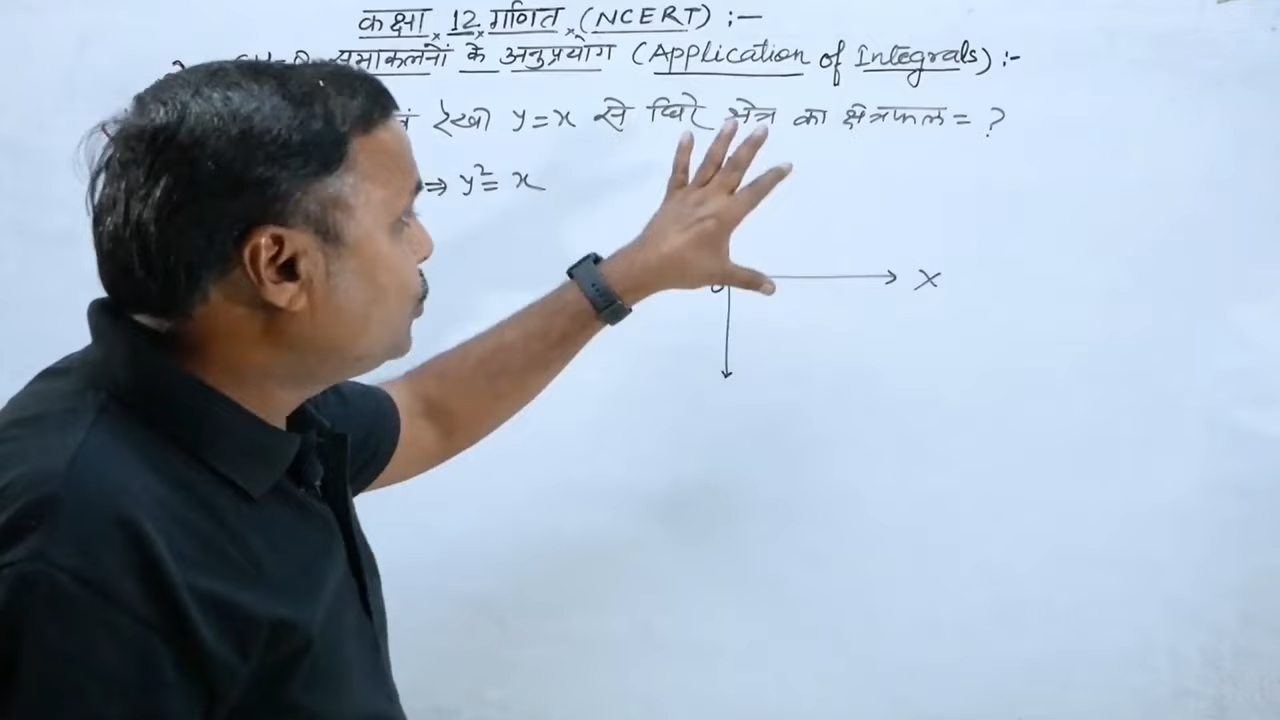 कक्षा 12 गणित (NCERT) :—
समाकलनों के अनुप्रयोग (Application of Integrals) :-
रेखा y=x से घिरे क्षेत्र का क्षेत्रफल = ?
⇒ y²= x
X